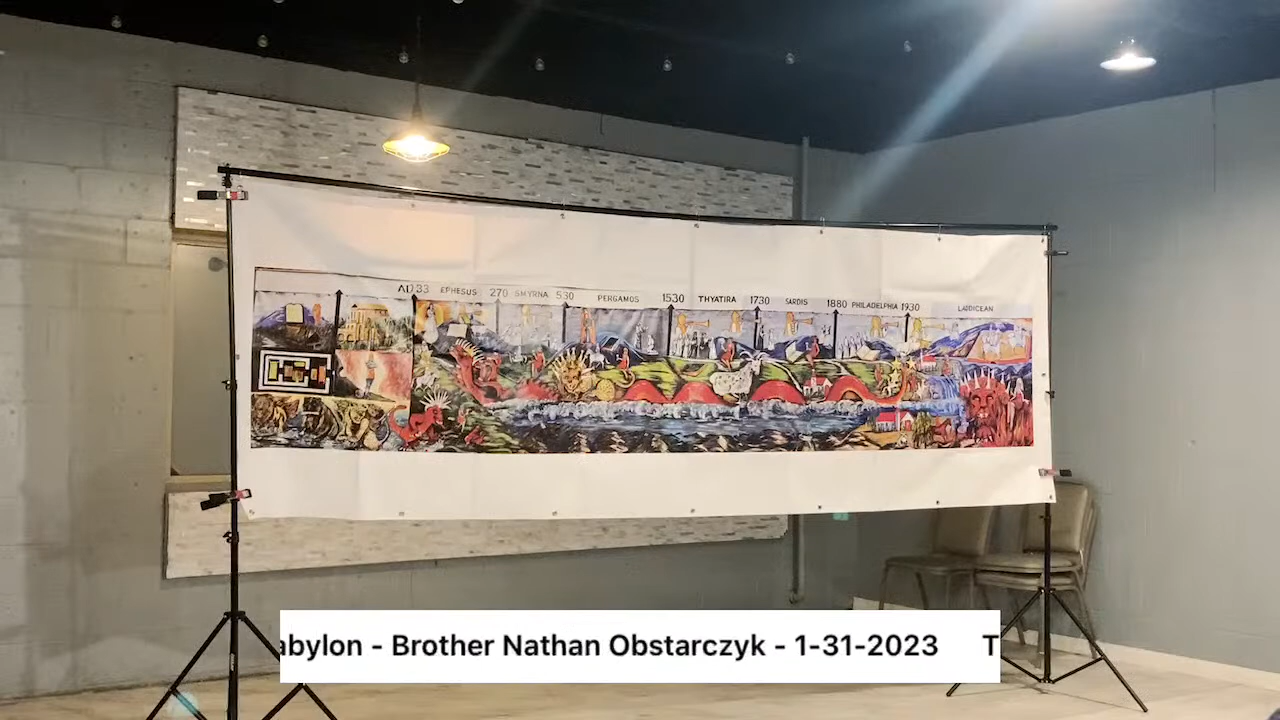 AD 33 EPHESUS 270 SMYRNA 530 PERGAMOS 1530 THYATIRA 1730 SARDIS 1880 PHILADELPHIA 1930 LAODICEAN
abylon - Brother Nathan Obstarczyk - 1-31-2023 T